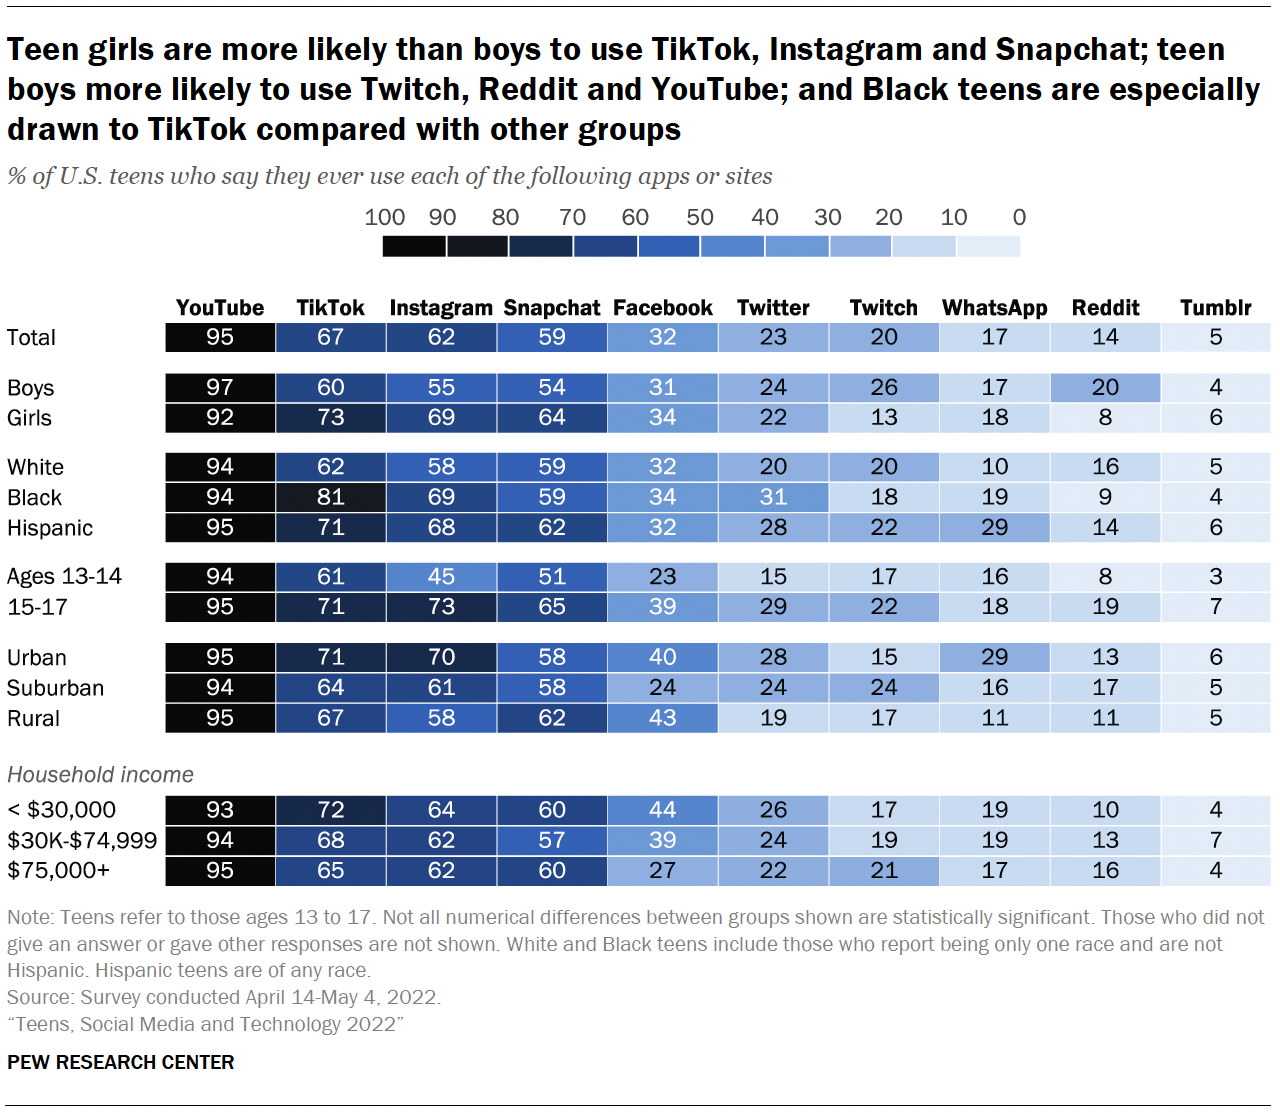 Teen girls are more likely than boys to use TikTok, Instagram and Snapchat; teen
boys more likely to use Twitch, Reddit and YouTube; and Black teens are especially
drawn to TikTok compared with other groups
% of U.S. teens who say they ever use each of the following apps or sites
100 90 80 70 60 50 40 30 20 10 0
YouTube TikTok Instagram Snapchat Facebook Twitter Twitch WhatsApp Reddit Tumblr
Total 95 67 62 59 32 23 20 17 14 5
Boys 97 60 55 54 31 24 26 17 20 4
Girls 92 73 69 64 34 22 13 18 8 6
White 94 62 58 59 32 20 20 10 16 5
Black 94 81 69 59 34 31 18 19 9 4
Hispanic 95 71 68 62 32 28 22 29 14 6
Ages 13-14 94 61 45 51 23 15 17 16 8 3
15-17 95 71 73 65 39 29 22 18 19 7
Urban 95 71 70 58 40 28 15 29 13 6
Suburban 94 64 61 58 24 24 24 16 17 5
Rural 95 67 58 62 43 19 17 11 11 5
Household income
< $30,000 93 72 64 60 44 26 17 19 10 4
$30K-$74,999 94 68 62 57 39 24 19 19 13 7
$75,000+ 95 65 62 60 27 22 21 17 16 4
Note: Teens refer to those ages 13 to 17. Not all numerical differences between groups shown are statistically significant. Those who did not
give an answer or gave other responses are not shown. White and Black teens include those who report being only one race and are not
Hispanic. Hispanic teens are of any race.
Source: Survey conducted April 14-May 4, 2022.
“Teens, Social Media and Technology 2022”
PEW RESEARCH CENTER